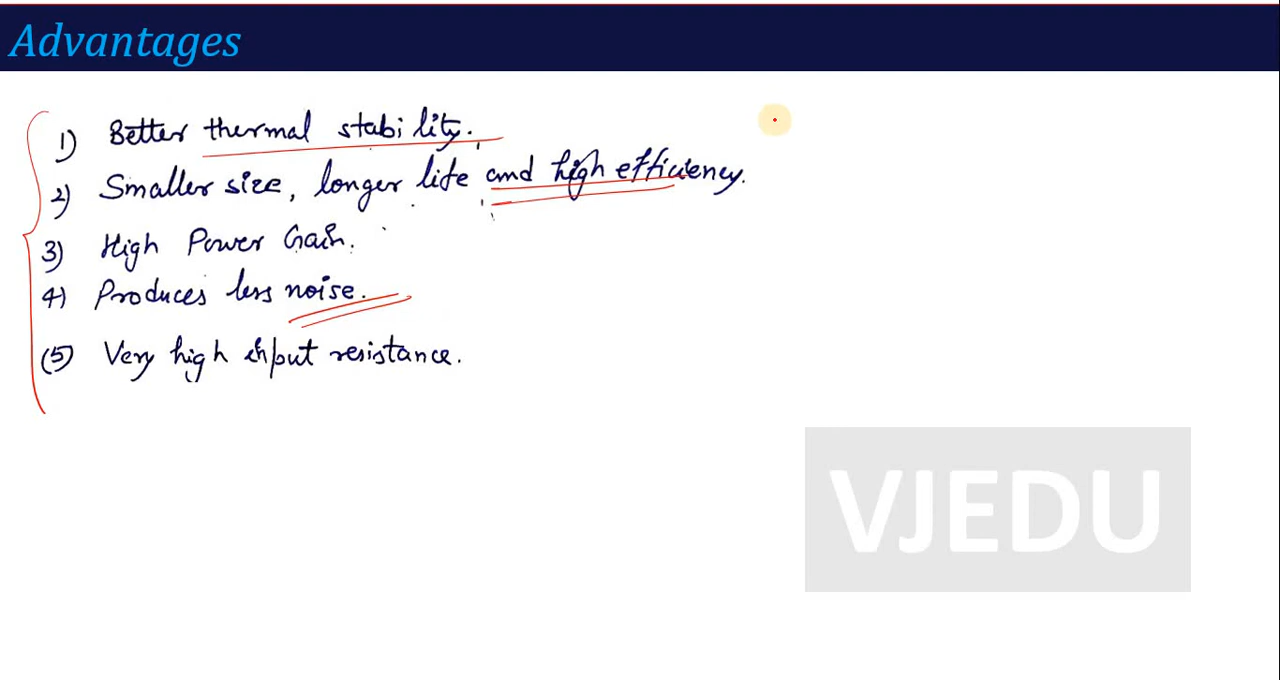 Advantages
1) Better thermal stability.
2) Smaller size, longer life and high efficiency.
3) High Power Gain.
4) Produces less noise.
(5) Very high input resistance.
VJEDU